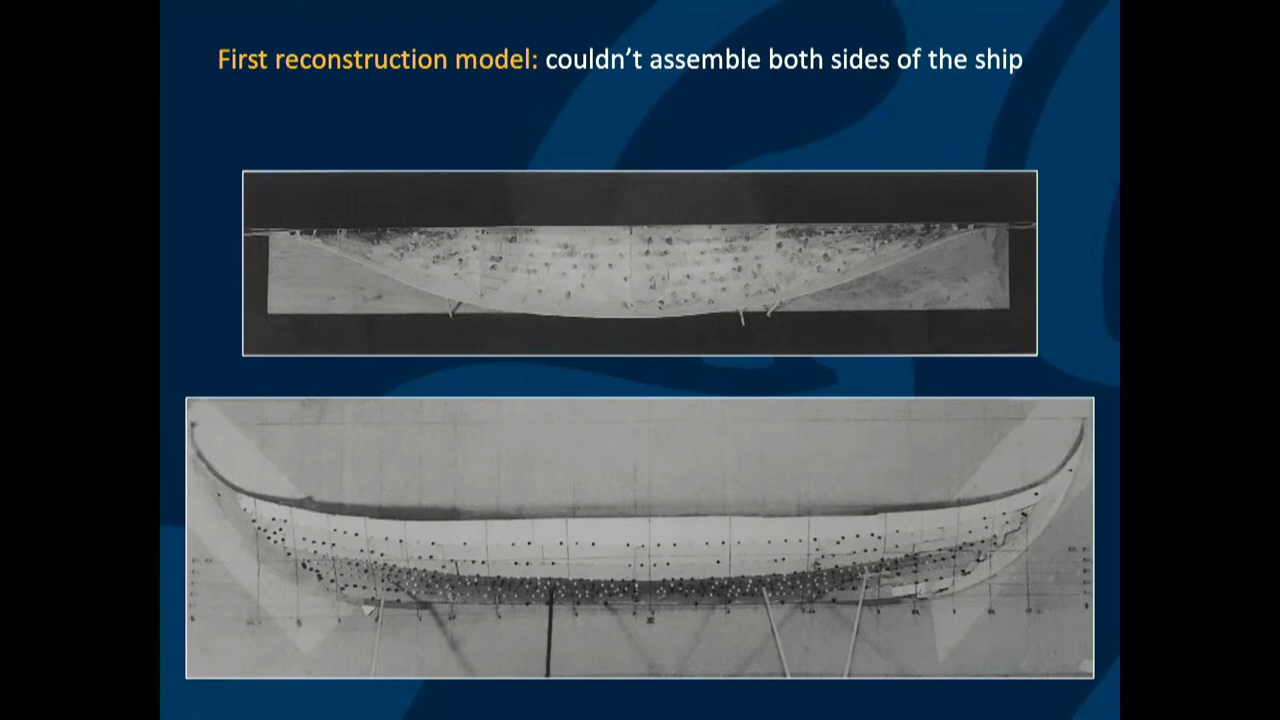 First reconstruction model: couldn't assemble both sides of the ship